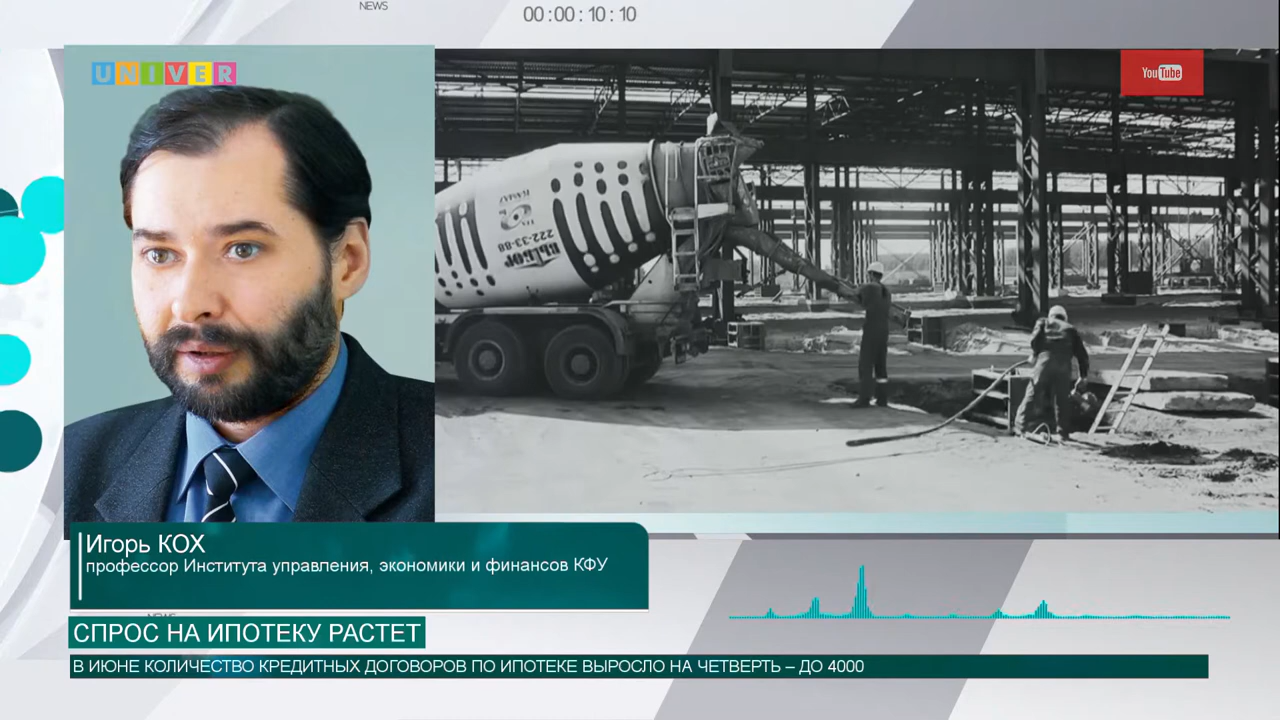 NEWS
00:00:10:10
UNIVER
YouTube
222-33-88
ВЫБОР
Игорь КОХ
профессор Института управления, экономики и финансов КФУ
СПРОС НА ИПОТЕКУ РАСТЕТ
В ИЮНЕ КОЛИЧЕСТВО КРЕДИТНЫХ ДОГОВОРОВ ПО ИПОТЕКЕ ВЫРОСЛО НА ЧЕТВЕРТЬ – ДО 4000